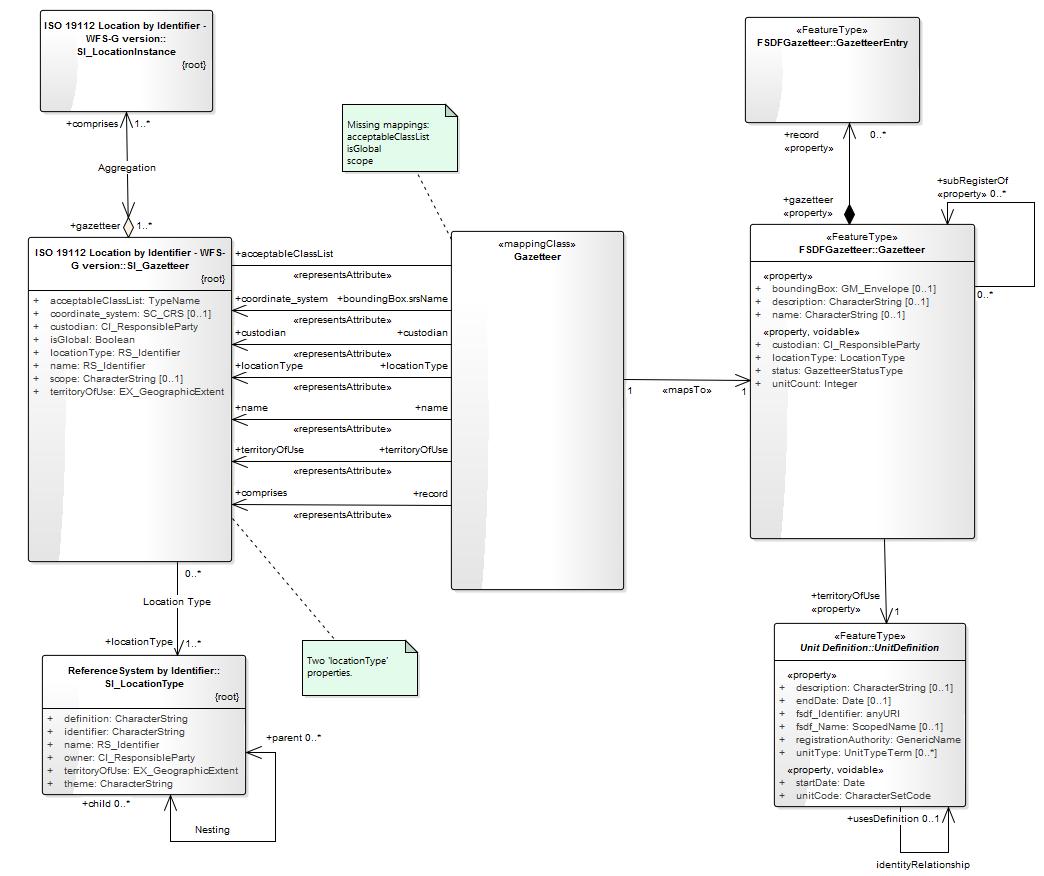 ISO 19112 Location by Identifier -
WFS-G version::
SI_LocationInstance
{root}
+comprises
1..*
Aggregation
+gazetteer
1..*
ISO 19112 Location by Identifier - WFS-
G version::SI_Gazetteer
{root}
+ acceptableClassList: TypeName
+ coordinate_system: SC_CRS [0..1]
+ custodian: CI_ResponsibleParty
+ isGlobal: Boolean
+ locationType: RS_Identifier
+ name: RS_Identifier
+ scope: CharacterString [0..1]
+ territoryOfUse: EX_GeographicExtent
0..*
Location Type
+locationType
1..*
ReferenceSystem by Identifier::
SI_LocationType
{root}
+ definition: CharacterString
+ identifier: CharacterString
+ name: RS_Identifier
+ owner: CI_ResponsibleParty
+ territoryOfUse: EX_GeographicExtent
+ theme: CharacterString
+parent 0..*
+child 0..*
Nesting
Missing mappings:
acceptableClassList
isGlobal
scope
+acceptableClassList
«representsAttribute»
+coordinate_system +boundingBox.srsName
«representsAttribute»
+custodian +custodian
«representsAttribute»
+locationType +locationType
«representsAttribute»
+name +name
«representsAttribute»
+territoryOfUse +territoryOfUse
«representsAttribute»
+comprises +record
«representsAttribute»
Two 'locationType'
properties.
«mappingClass»
Gazetteer
1
«mapsTo»
1
«FeatureType»
FSDFGazetteer::GazetteerEntry
+record
«property»
0..*
+gazetteer
«property»
+subRegisterOf
«property» 0..*
0..*
«FeatureType»
FSDFGazetteer::Gazetteer
«property»
+ boundingBox: GM_Envelope [0..1]
+ description: CharacterString [0..1]
+ name: CharacterString [0..1]
«property, voidable»
+ custodian: CI_ResponsibleParty
+ locationType: LocationType
+ status: GazetteerStatusType
+ unitCount: Integer
+territoryOfUse
«property»
1
«FeatureType»
Unit Definition::UnitDefinition
«property»
+ description: CharacterString [0..1]
+ endDate: Date [0..1]
+ fsdf_Identifier: anyURI
+ fsdf_Name: ScopedName [0..1]
+ registrationAuthority: GenericName
+ unitType: UnitTypeTerm [0..*]
«property, voidable»
+ startDate: Date
+ unitCode: CharacterSetCode
+usesDefinition 0..1
identityRelationship